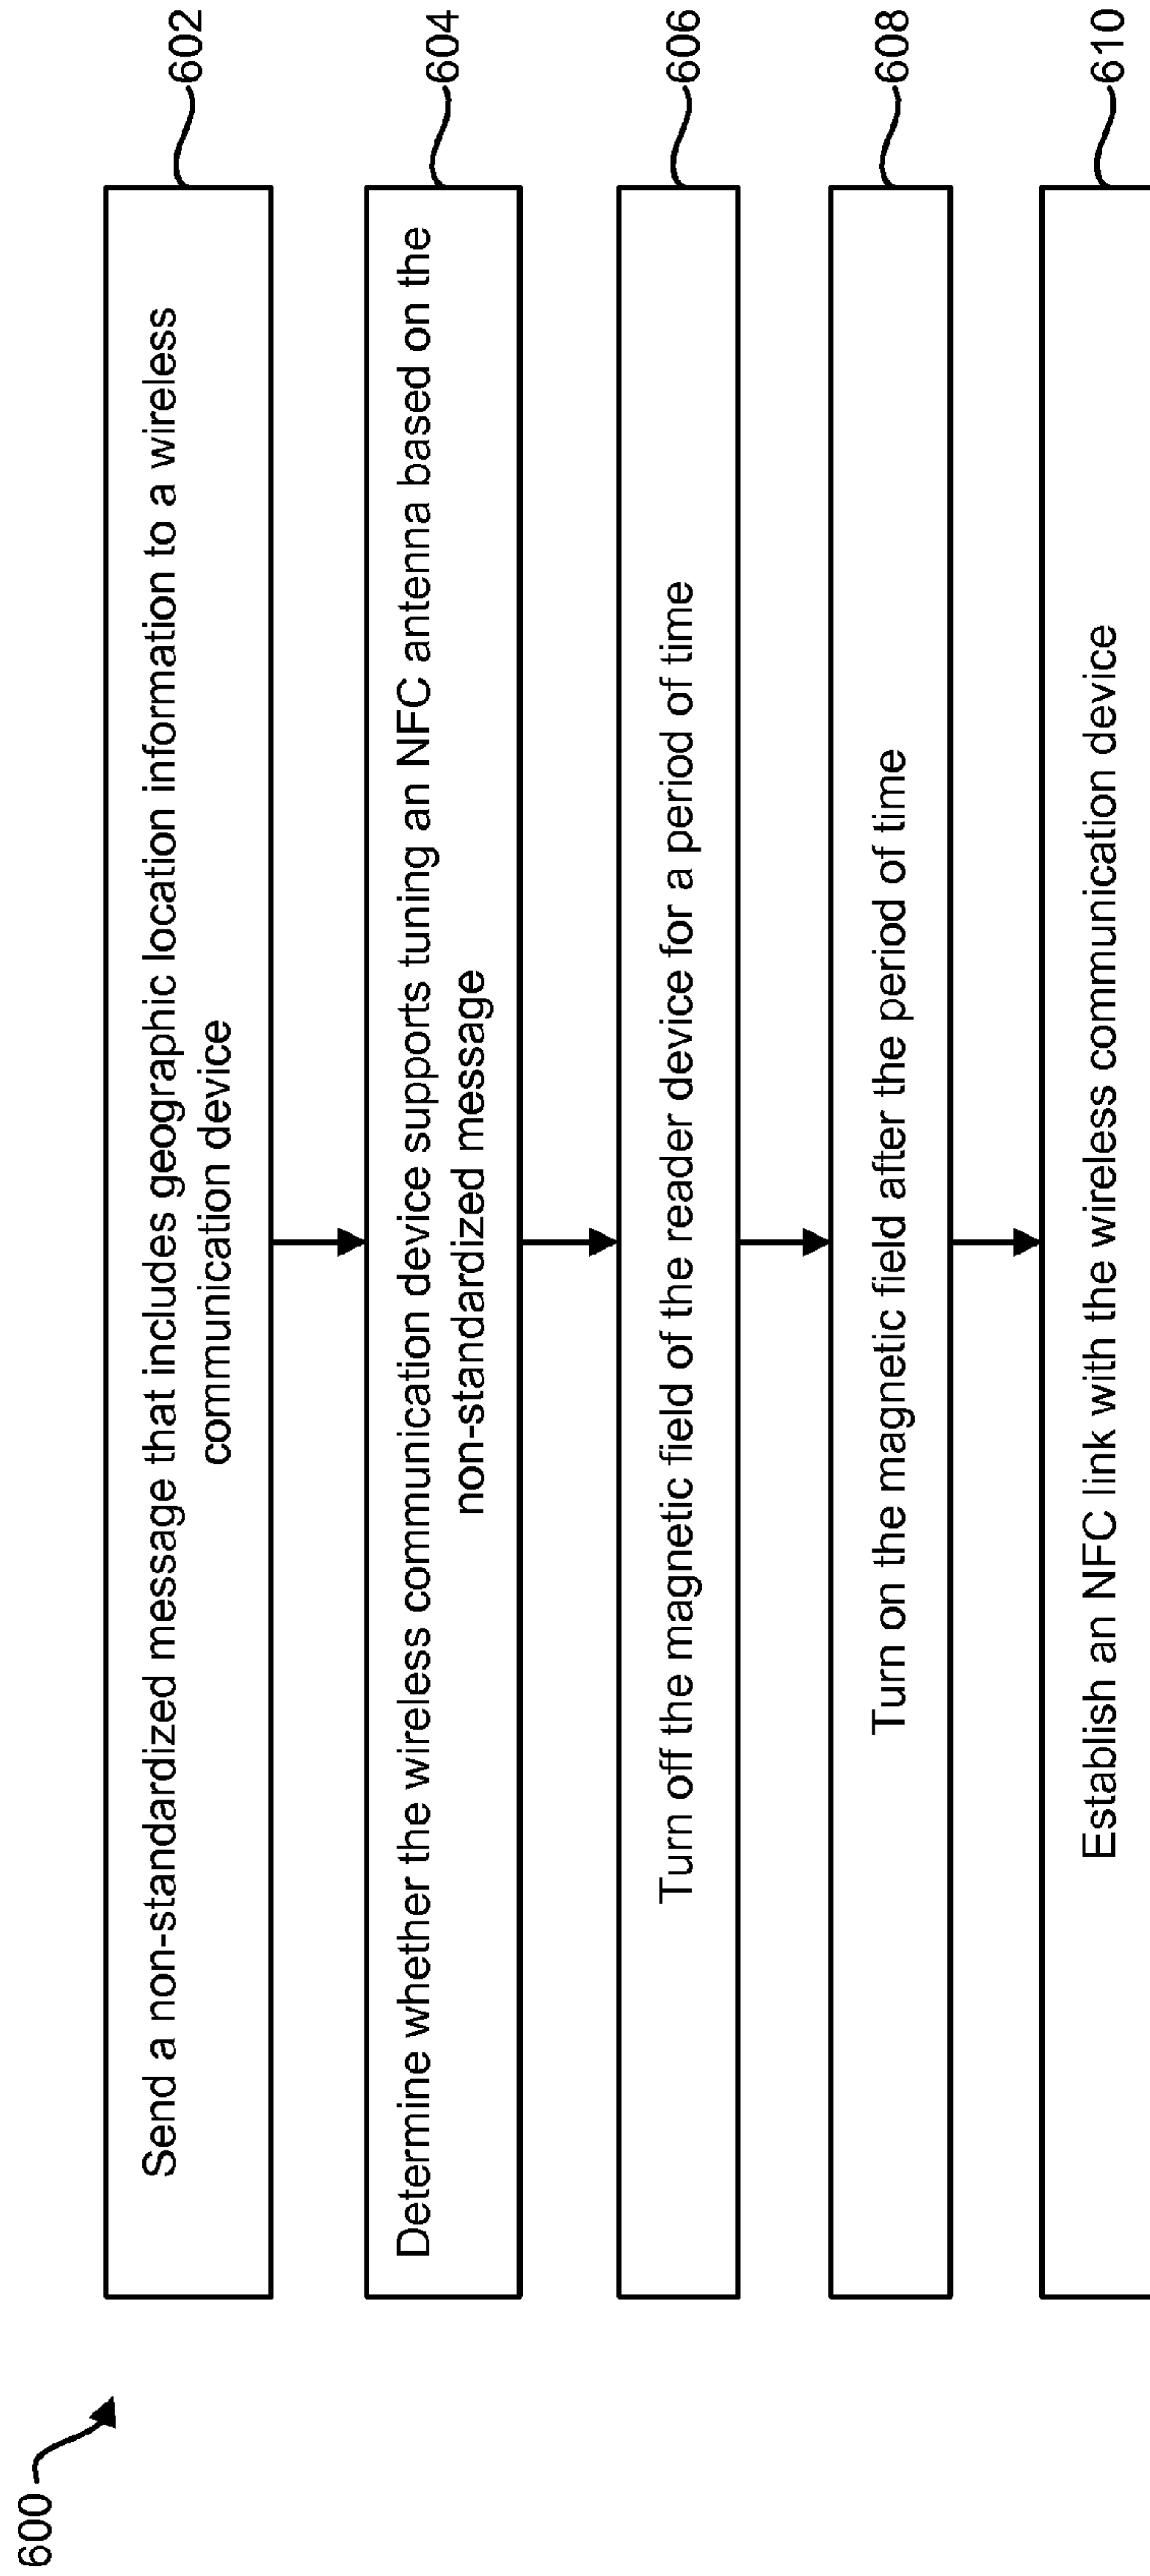 600
Send a non-standardized message that includes geographic location information to a wireless
communication device
602
Determine whether the wireless communication device supports tuning an NFC antenna based on the
non-standardized message
604
Turn off the magnetic field of the reader device for a period of time
606
Turn on the magnetic field after the period of time
608
Establish an NFC link with the wireless communication device
610